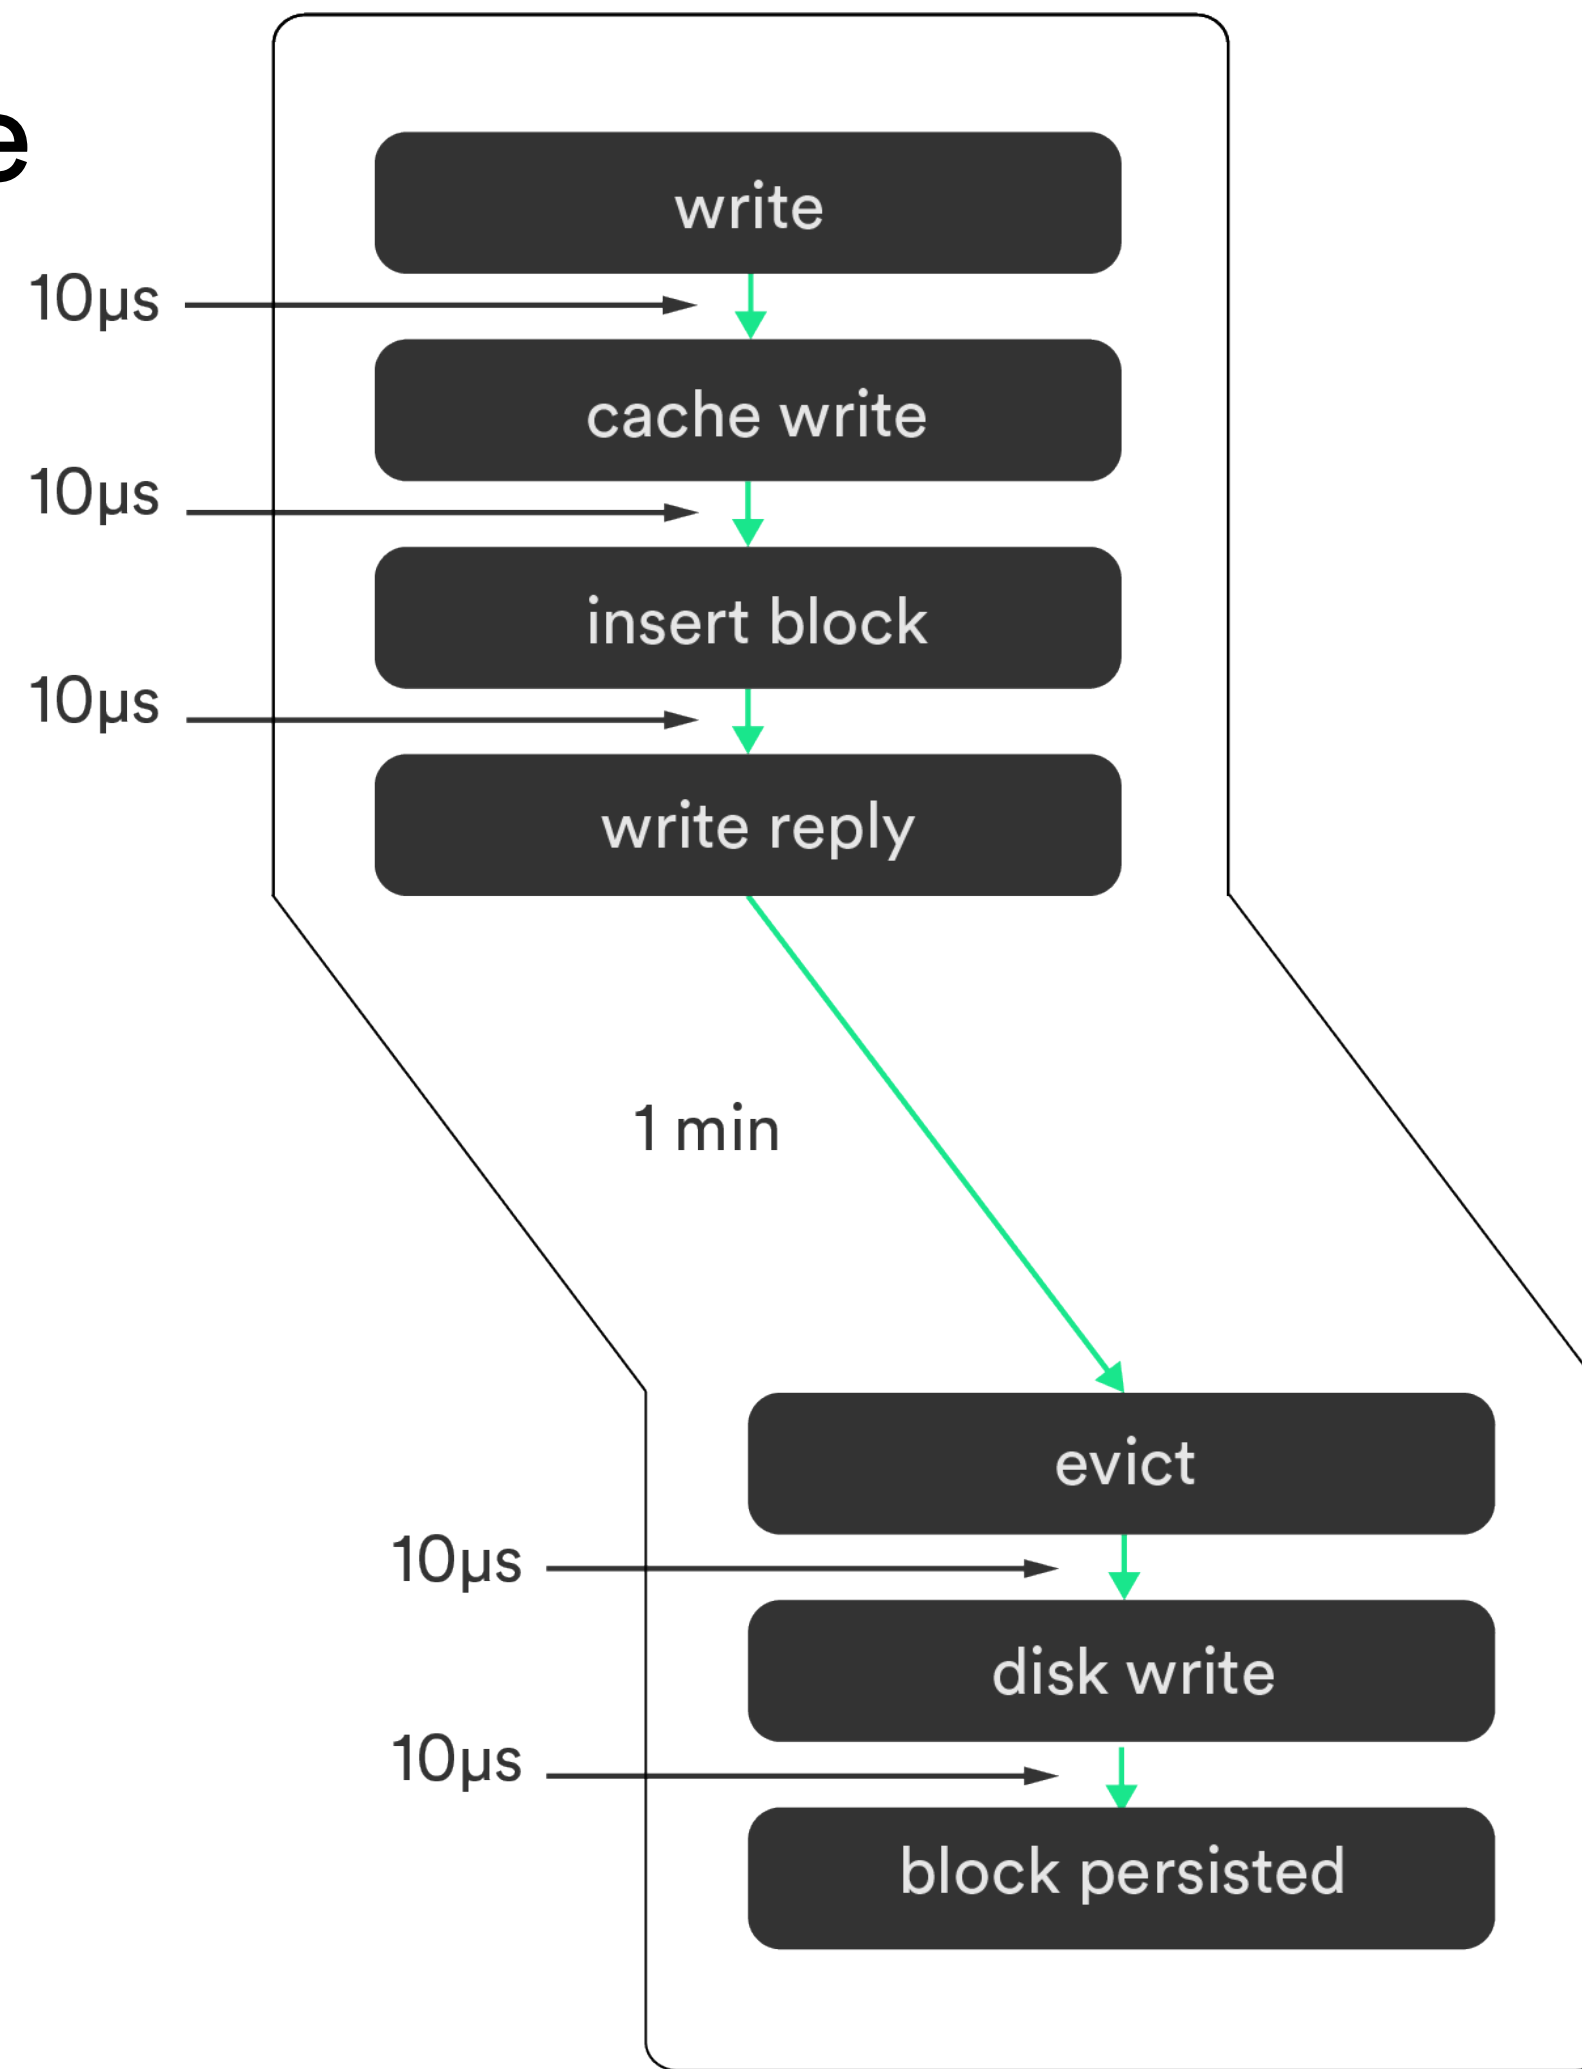 e
write
10μs
cache write
10μs
insert block
10μs
write reply
1 min
evict
10μs
disk write
10μs
block persisted